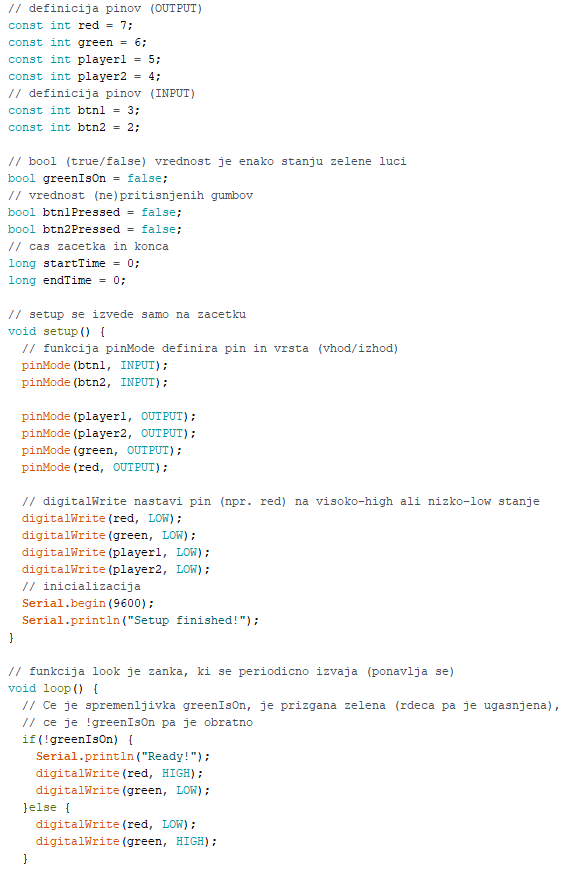 // definicija pinov (OUTPUT)
const int red = 7;
const int green = 6;
const int player1 = 5;
const int player2 = 4;
// definicija pinov (INPUT)
const int btn1 = 3;
const int btn2 = 2;

// bool (true/false) vrednost je enako stanju zelene luci
bool greenIsOn = false;
// vrednost (ne)pritisnjenih gumbov
bool btn1Pressed = false;
bool btn2Pressed = false;
// cas zacetka in konca
long startTime = 0;
long endTime = 0;

// setup se izvede samo na zacetku
void setup() {
  // funkcija pinMode definira pin in vrsta (vhod/izhod)
  pinMode(btn1, INPUT);
  pinMode(btn2, INPUT);

  pinMode(player1, OUTPUT);
  pinMode(player2, OUTPUT);
  pinMode(green, OUTPUT);
  pinMode(red, OUTPUT);

  // digitalWrite nastavi pin (npr. red) na visoko-high ali nizko-low stanje
  digitalWrite(red, LOW);
  digitalWrite(green, LOW);
  digitalWrite(player1, LOW);
  digitalWrite(player2, LOW);
  // inicializacija
  Serial.begin(9600);
  Serial.println("Setup finished!");
}

// funkcija look je zanka, ki se periodicno izvaja (ponavlja se)
void loop() {
  // Ce je spremenljivka greenIsOn, je prizgana zelena (rdeca pa je ugasnjena),
  // ce je !greenIsOn pa je obratno
  if(!greenIsOn) {
    Serial.println("Ready!");
    digitalWrite(red, HIGH);
    digitalWrite(green, LOW);
  }else {
    digitalWrite(red, LOW);
    digitalWrite(green, HIGH);
  }